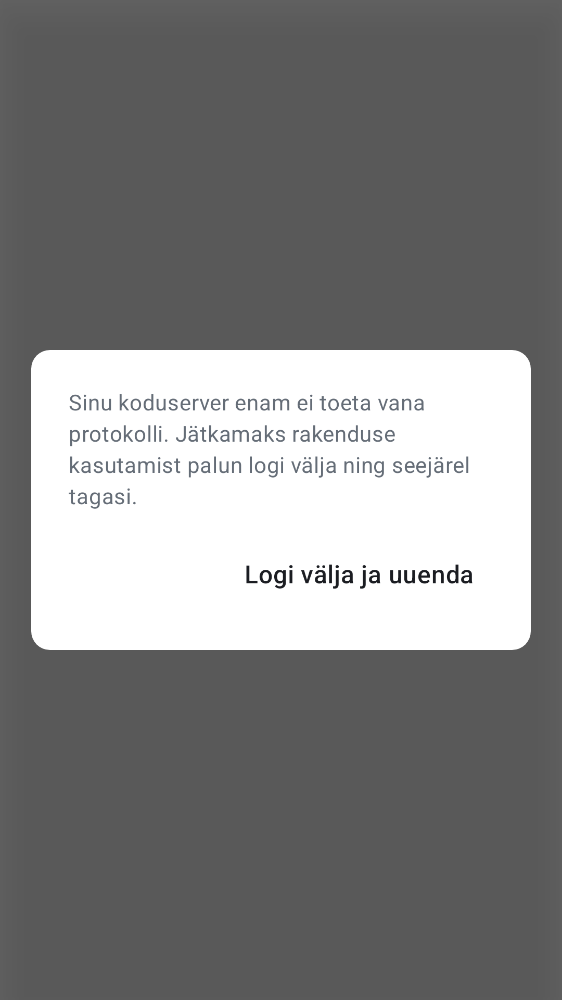 Sinu koduserver enam ei toeta vana
protokolli. Jätkamaks rakenduse
kasutamist palun logi välja ning seejärel
tagasi.
Logi välja ja uuenda